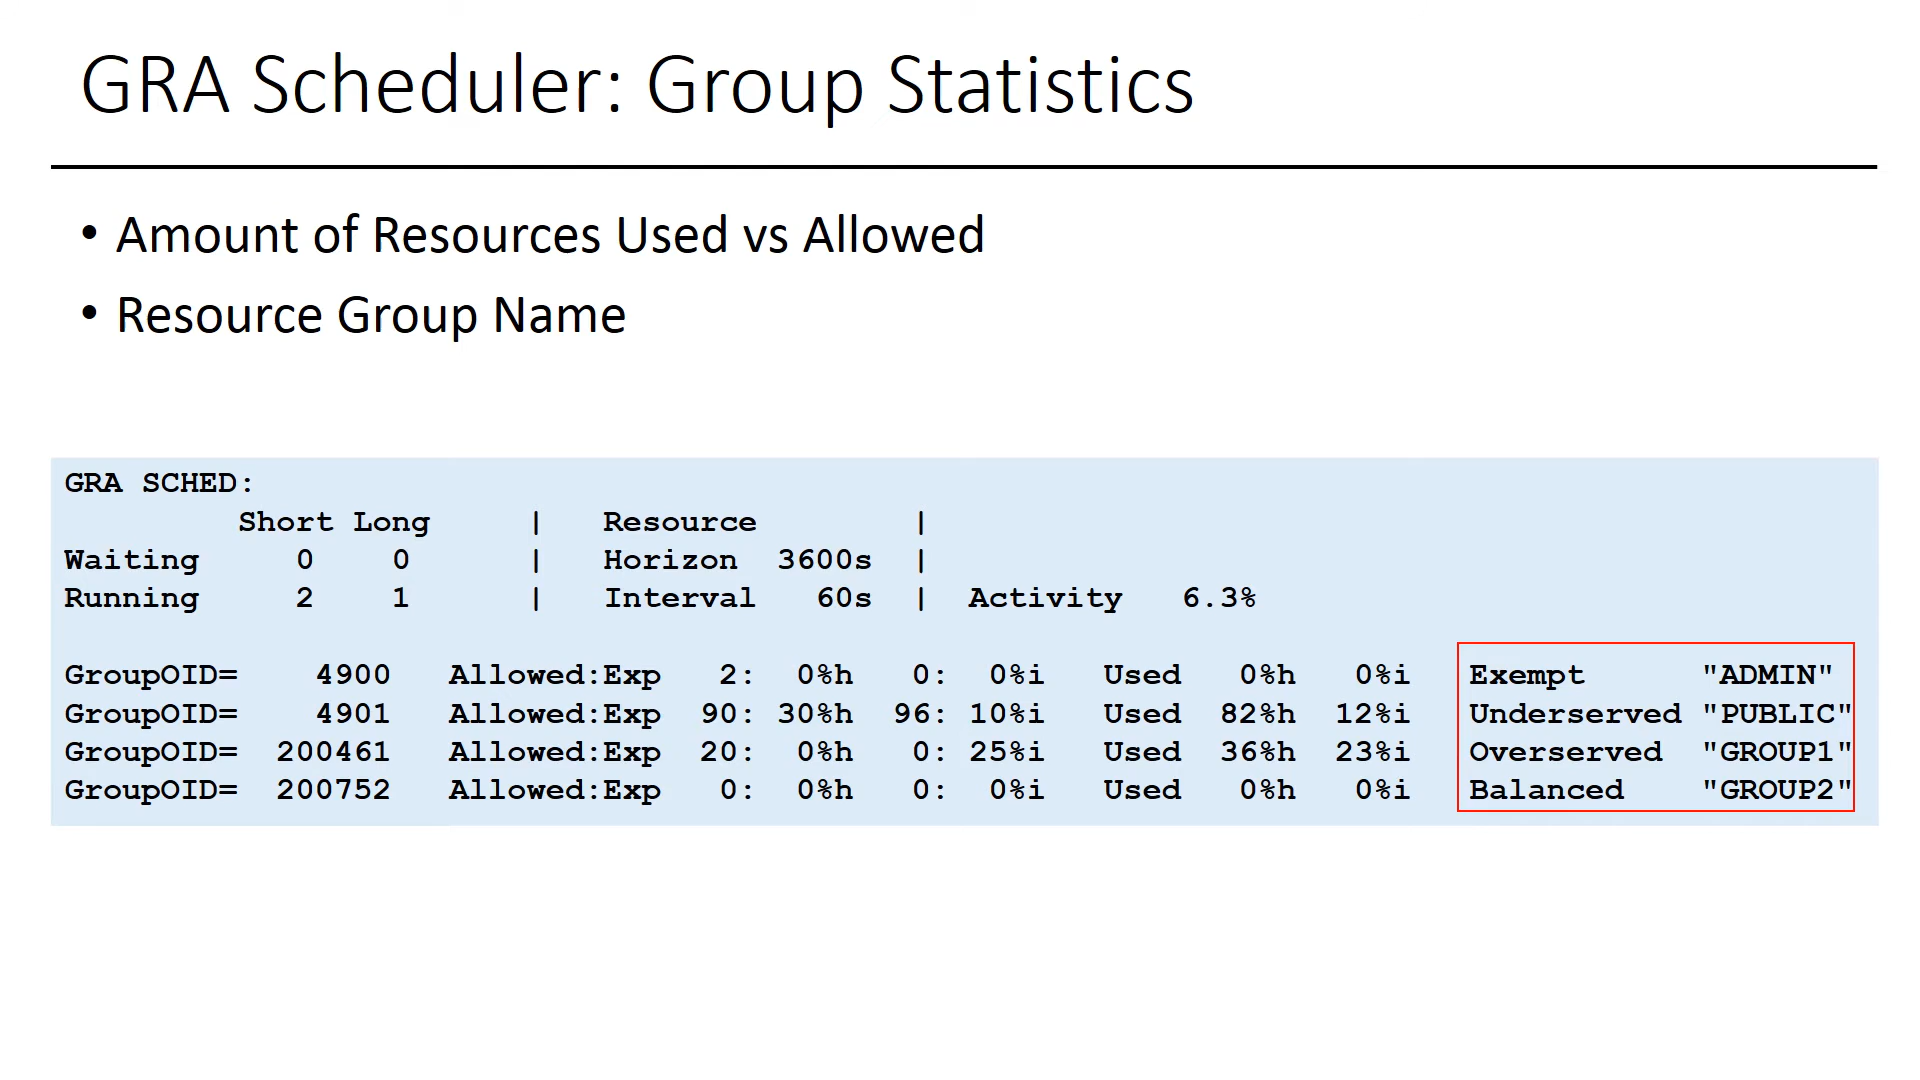 GRA Scheduler: Group Statistics
• Amount of Resources Used vs Allowed
• Resource Group Name
GRA SCHED:
         Short Long     |   Resource        |
Waiting     0    0      |   Horizon  3600s  |
Running     2    1      |   Interval   60s  |  Activity   6.3%
GroupOID=    4900   Allowed:Exp   2:  0%h   0:  0%i   Used   0%h   0%i   Exempt      "ADMIN"
GroupOID=    4901   Allowed:Exp  90: 30%h  96: 10%i   Used  82%h  12%i   Underserved "PUBLIC"
GroupOID=  200461   Allowed:Exp  20:  0%h   0: 25%i   Used  36%h  23%i   Overserved  "GROUP1"
GroupOID=  200752   Allowed:Exp   0:  0%h   0:  0%i   Used   0%h   0%i   Balanced    "GROUP2"